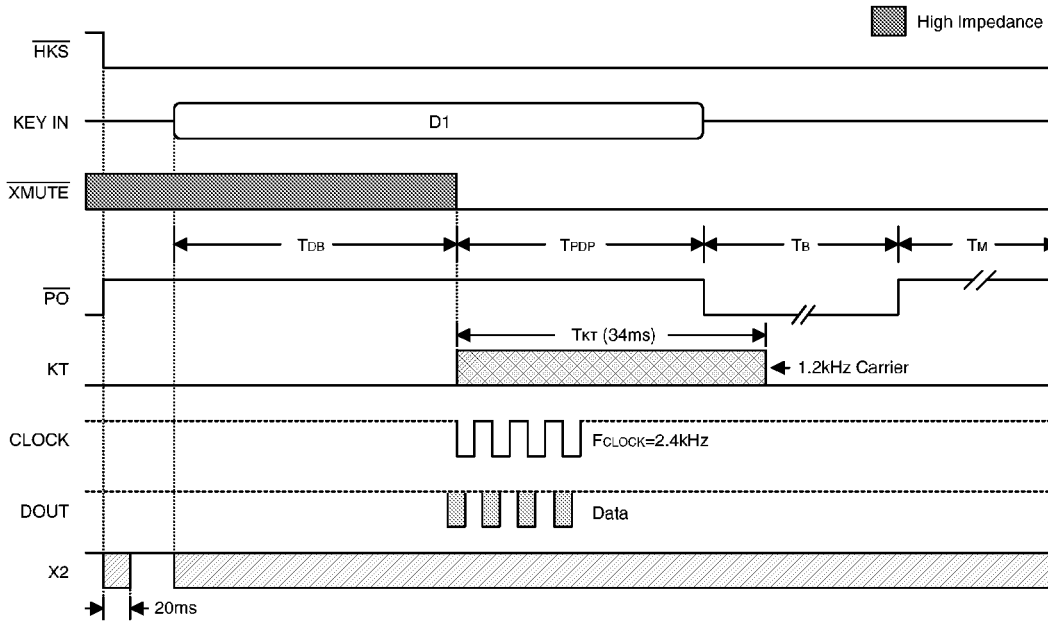 High Impedance
HKS
KEY IN
D1
XMUTE
TDB
TPDP
TB
TM
PO
TKT (34ms)
KT
1.2kHz Carrier
CLOCK
FCLOCK=2.4kHz
DOUT
Data
X2
20ms